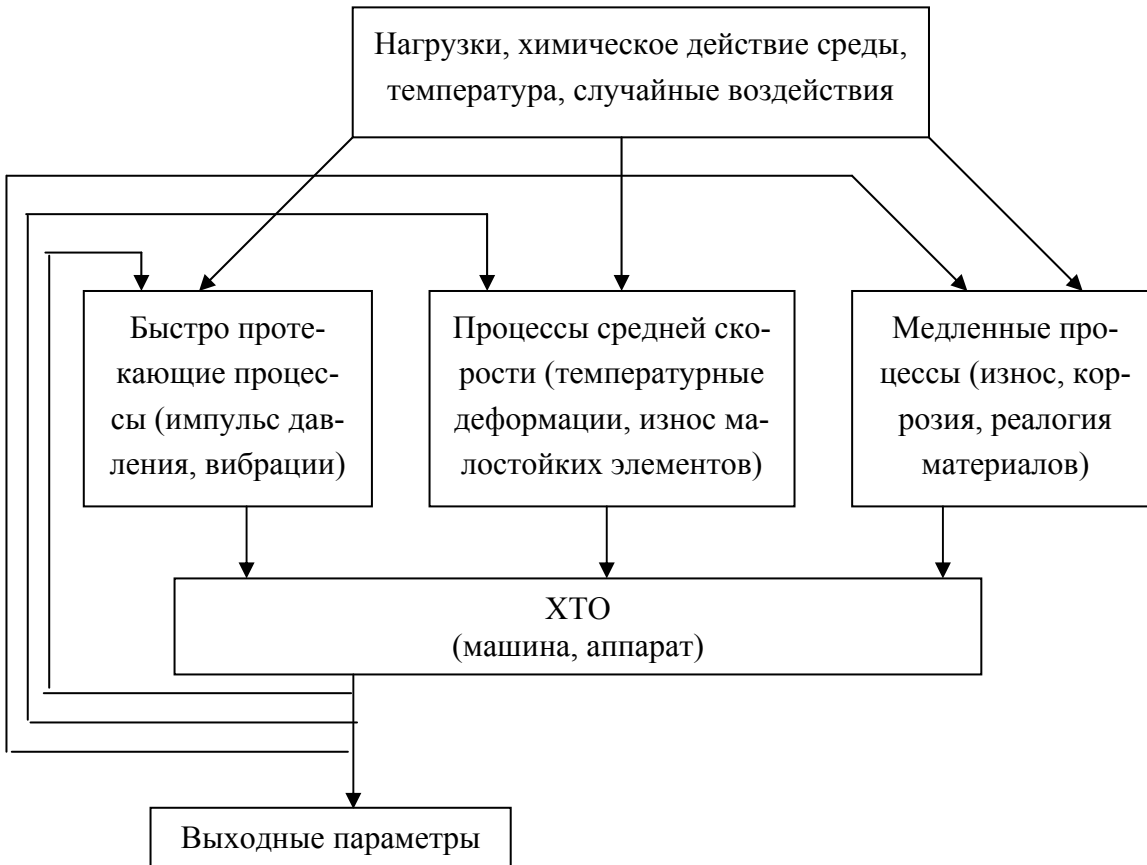 Нагрузки, химическое действие среды,
температура, случайные воздействия
Быстро проте-
кающие процес-
сы (импульс дав-
ления, вибрации)
Процессы средней ско-
рости (температурные
деформации, износ ма-
лостойких элементов)
Медленные про-
цессы (износ, кор-
розия, реалогия
материалов)
ХТО
(машина, аппарат)
Выходные параметры